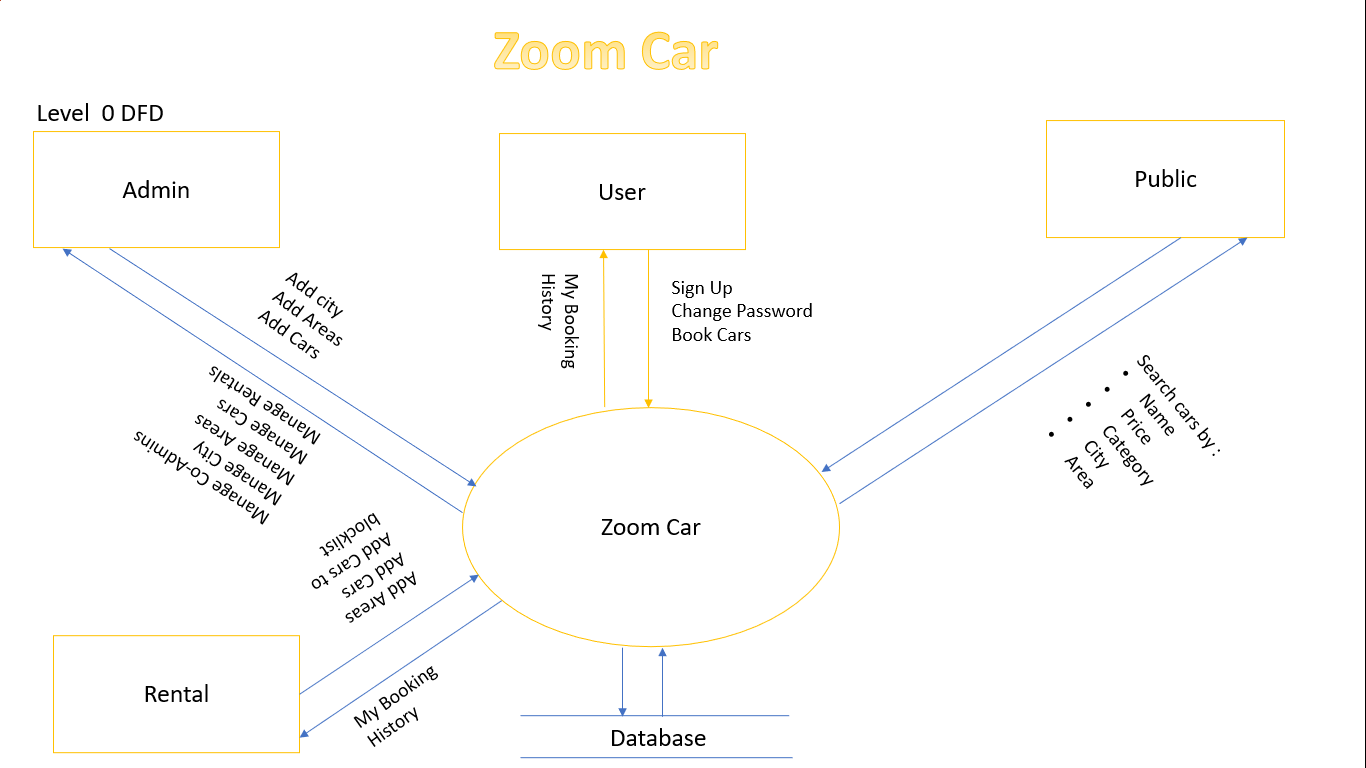 Zoom Car
Level 0 DFD
Admin
User
Public
Add city
Add Areas
Add Cars
My Booking
History
Sign Up
Change Password
Book Cars
Search cars by :
• Name
• Price
• Category
• City
• Area
Manage Rentals
Manage Cars
Manage Areas
Manage City
Manage Co-Admins
Zoom Car
Add Areas
Add Cars
Add Cars to
blocklist
Rental
My Booking
History
Database